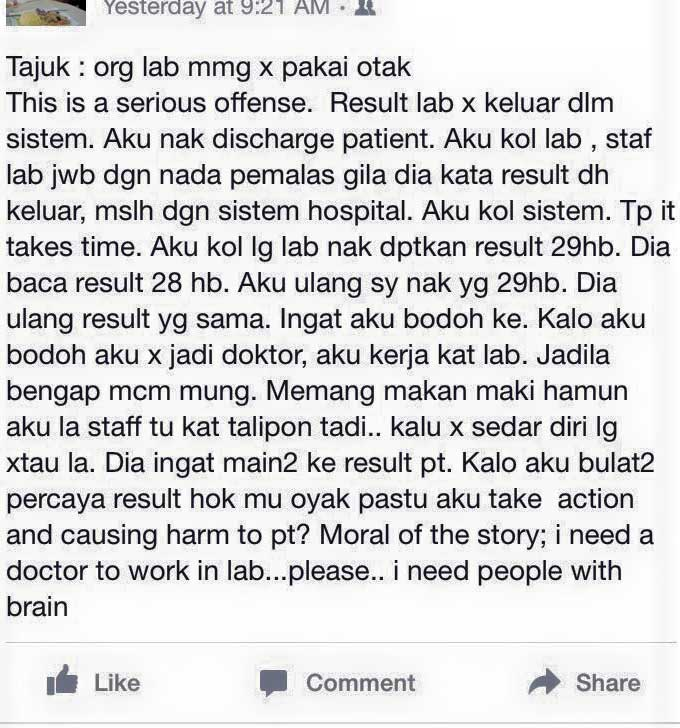 Yesterday at 9:21 AM ·
Tajuk : org lab mmg x pakai otak
This is a serious offense.  Result lab x keluar dlm
sistem. Aku nak discharge patient. Aku kol lab , staf
lab jwb dgn nada pemalas gila dia kata result dh
keluar, mslh dgn sistem hospital. Aku kol sistem. Tp it
takes time. Aku kol lg lab nak dptkan result 29hb. Dia
baca result 28 hb. Aku ulang sy nak yg 29hb. Dia
ulang result yg sama. Ingat aku bodoh ke. Kalo aku
bodoh aku x jadi doktor, aku kerja kat lab. Jadila
bengap mcm mung. Memang makan maki hamun
aku la staff tu kat talipon tadi.. kalu x sedar diri lg
xtau la. Dia ingat main2 ke result pt. Kalo aku bulat2
percaya result hok mu oyak pastu aku take  action
and causing harm to pt? Moral of the story; i need a
doctor to work in lab...please.. i need people with
brain
Like
Comment
Share